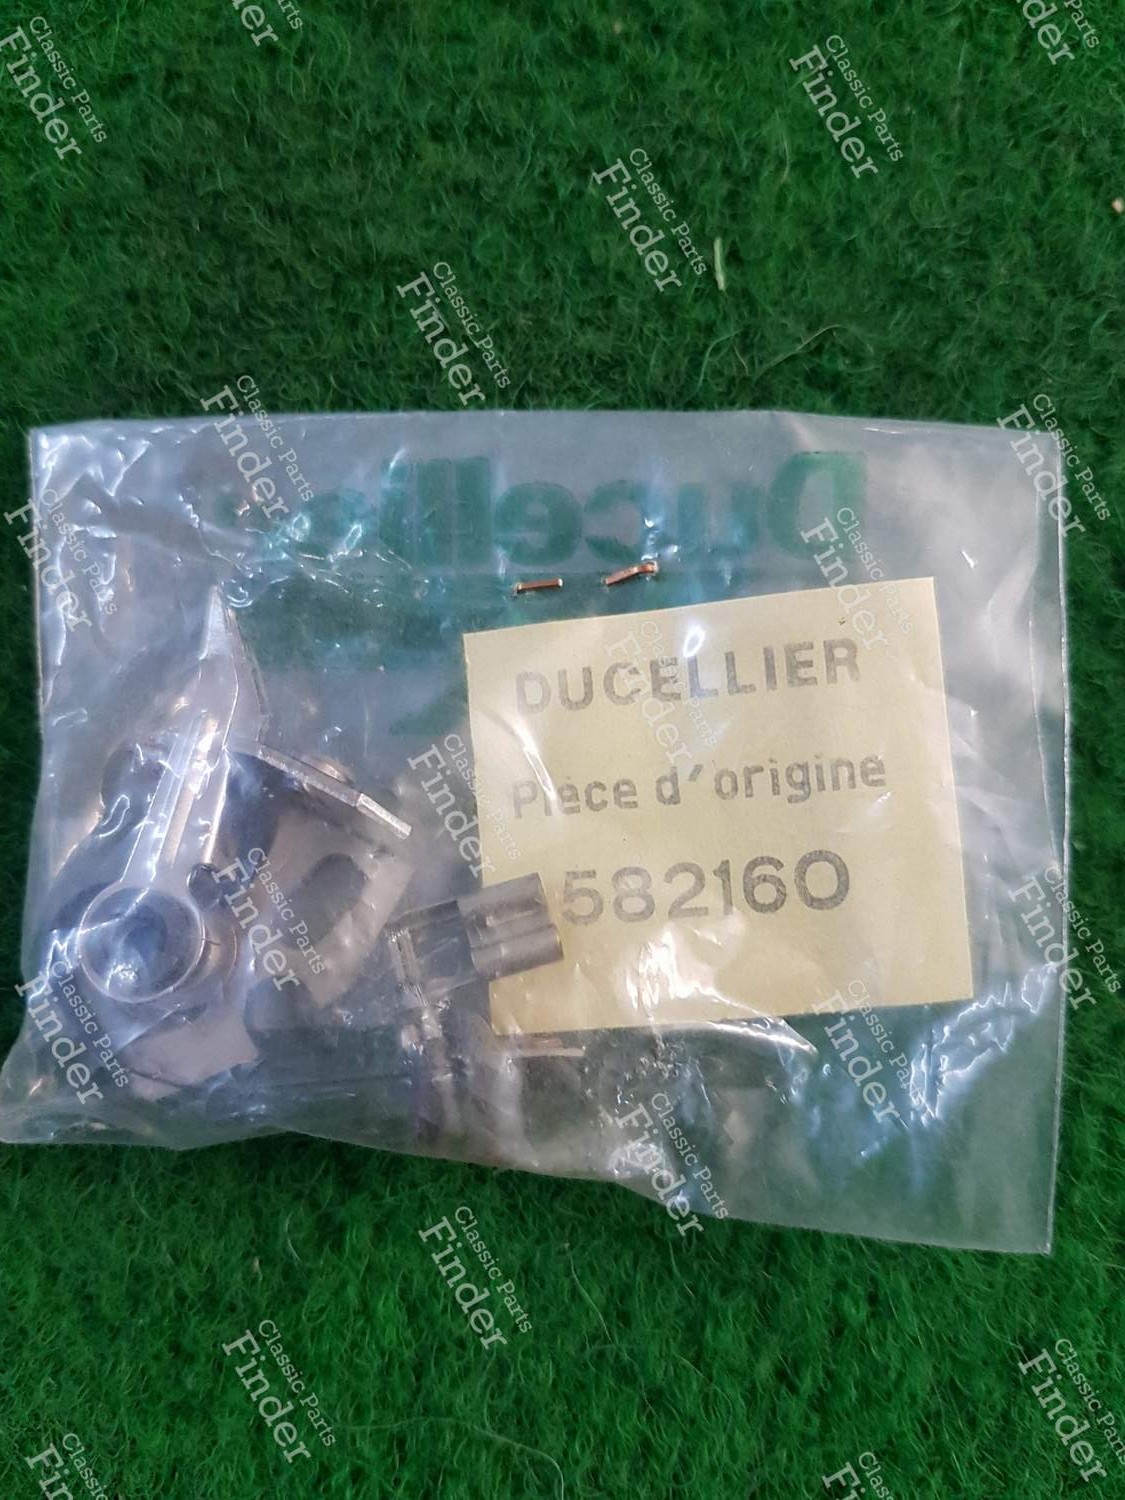 Ducellier
DUCELLIER
Pièce d'origine
582160
Classic Parts
Finder